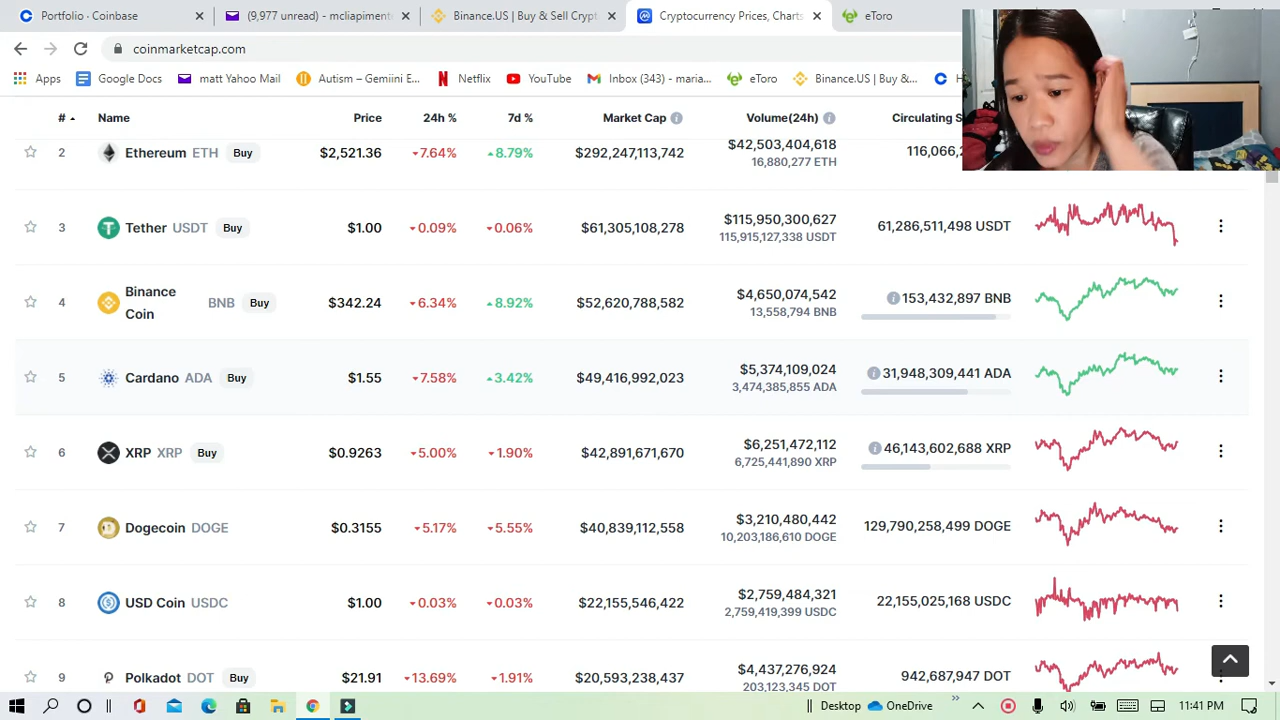 Portfolio - Coinbase × (9,977 unrea ents × Binance.US | Buy & Sell Crypt × Cryptocurrency Prices, Charts × eToro
coinmarketcap.com
Apps Google Docs matt Yahoo Mail Autism – Gemiini E... Netflix YouTube Inbox (343) - maria... eToro Binance.US | Buy &... H
# Name Price 24h % 7d % Market Cap Volume(24h) Circulating S
2 Ethereum ETH Buy $2,521.36 7.64% 8.79% $292,247,113,742 $42,503,404,618 116,066,
16,880,277 ETH
3 Tether USDT Buy $1.00 0.09% 0.06% $61,305,108,278 $115,950,300,627 61,286,511,498 USDT
115,915,127,338 USDT
4 Binance Coin BNB Buy $342.24 6.34% 8.92% $52,620,788,582 $4,650,074,542 153,432,897 BNB
13,558,794 BNB
5 Cardano ADA Buy $1.55 7.58% 3.42% $49,416,992,023 $5,374,109,024 31,948,309,441 ADA
3,474,385,855 ADA
6 XRP XRP Buy $0.9263 5.00% 1.90% $42,891,671,670 $6,251,472,112 46,143,602,688 XRP
6,725,441,890 XRP
7 Dogecoin DOGE $0.3155 5.17% 5.55% $40,839,112,558 $3,210,480,442 129,790,258,499 DOGE
10,203,186,610 DOGE
8 USD Coin USDC $1.00 0.03% 0.03% $22,155,546,422 $2,759,484,321 22,155,025,168 USDC
2,759,419,399 USDC
9 Polkadot DOT Buy $21.91 13.69% 1.91% $20,593,238,437 $4,437,276,924 942,687,947 DOT
203,123,345 DOT
Desktop OneDrive 11:41 PM